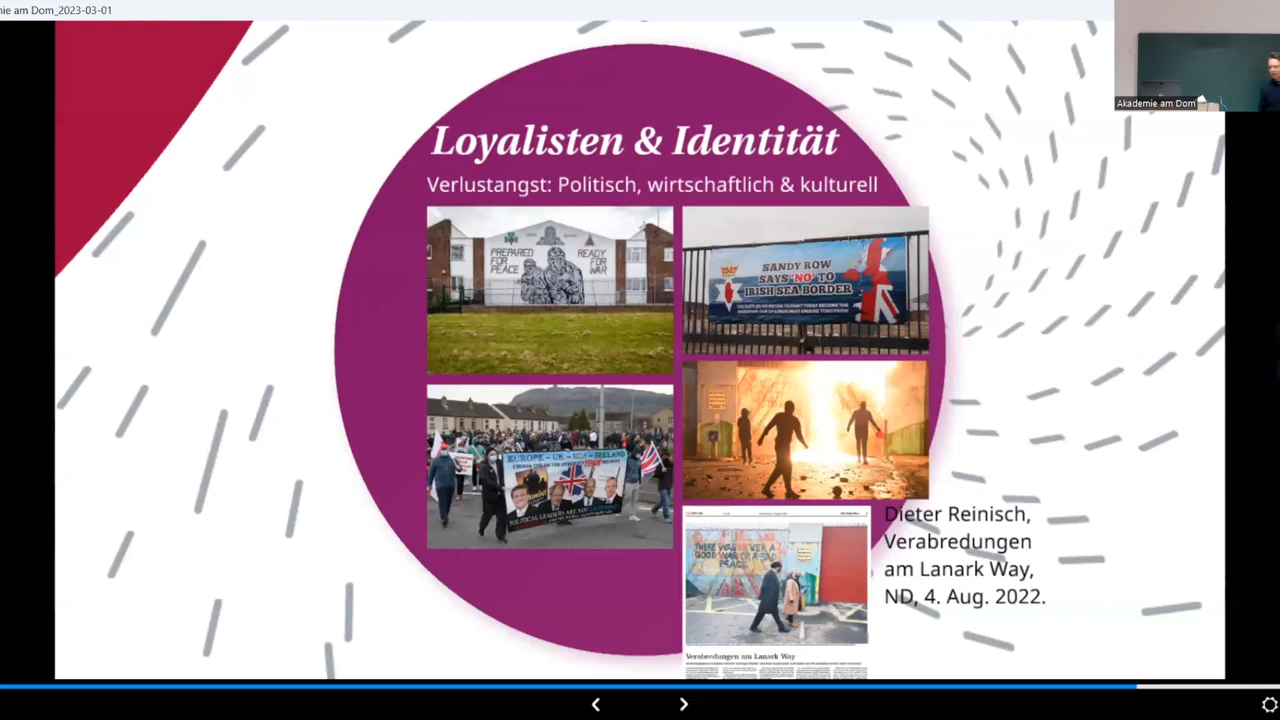 ie am Dom_2023-03-01
Akademie am Dom
Loyalisten & Identität
Verlustangst: Politisch, wirtschaftlich & kulturell
PREPARED
FOR
PEACE
READY
FOR
WAR
SANDY ROW
SAYS 'NO' TO
IRISH SEA BORDER
EUROPE - UK - USA - IRELAND
POLITICAL LEADERS ARE NOT LISTENING
THERE WAS NEVER A
GOOD WAR OR A BAD
PEACE
Verabredungen am Lanark Way
Dieter Reinisch,
Verabredungen
am Lanark Way,
ND, 4. Aug. 2022.